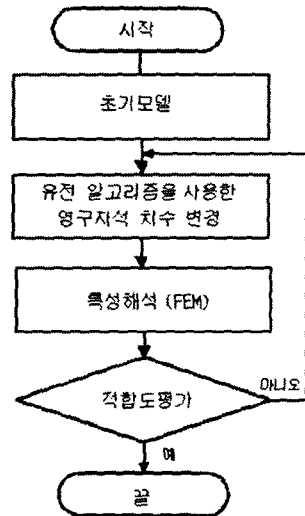 시작
초기모델
유전 알고리즘을 사용한
영구자석 치수 변경
특성해석 (FEM)
적합도평가
아니오
예
끝